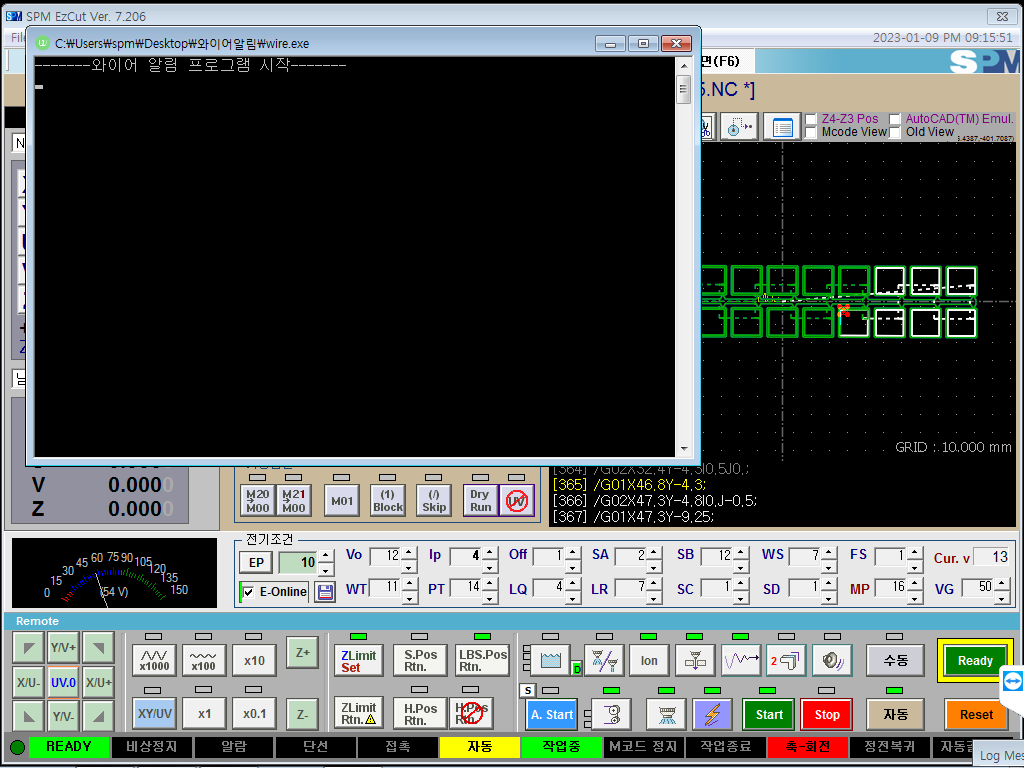 SPM EzCut Ver. 7.206
File
C:₩Users₩spm₩Desktop₩와이어알림₩wire.exe
2023-01-09 PM 09:15:51
-------와이어 알림 프로그램 시작-------
면(F6)
SPM
5.NC *]
Z4-Z3 Pos
AutoCAD(TM) Emul.
Mcode View
Old View
GRID : 10.000 mm
V 0.0000
Z 0.0000
M20 M00
M21 M00
M01
(1) Block
(/) Skip
Dry Run
UV
[364] /G02X32,4Y-4,3I0,5J0,;
[365] /G01X46,8Y-4,3;
[366] /G02X47,3Y-4,8I0,J-0,5;
[367] /G01X47,3Y-9,25;
0 15 30 45 60 75 90 105 120 135 150
(54 V)
전기조건
EP 10
E-Online
Vo 12 Ip 4 Off 1 SA 2 SB 12 WS 7 FS 1 Cur. v 13
WT 11 PT 14 LQ 4 LR 7 SC 1 SD 1 MP 16 VG 50
Remote
Y/V+
X/U- UV.0 X/U+
Y/V-
x1000 x100 x10 Z+
XY/UV x1 x0.1 Z-
ZLimit Set
S.Pos Rtn.
LBS.Pos Rtn.
ZLimit Rtn.
H.Pos Rtn.
H.Pos Rtn.
D
Ion
2
수동
Ready
S
A. Start
Start
Stop
자동
Reset
READY 비상정지 알람 단선 접촉 자동 작업중 M코드 정지 작업종료 축-회전 정전복귀
Log Mes